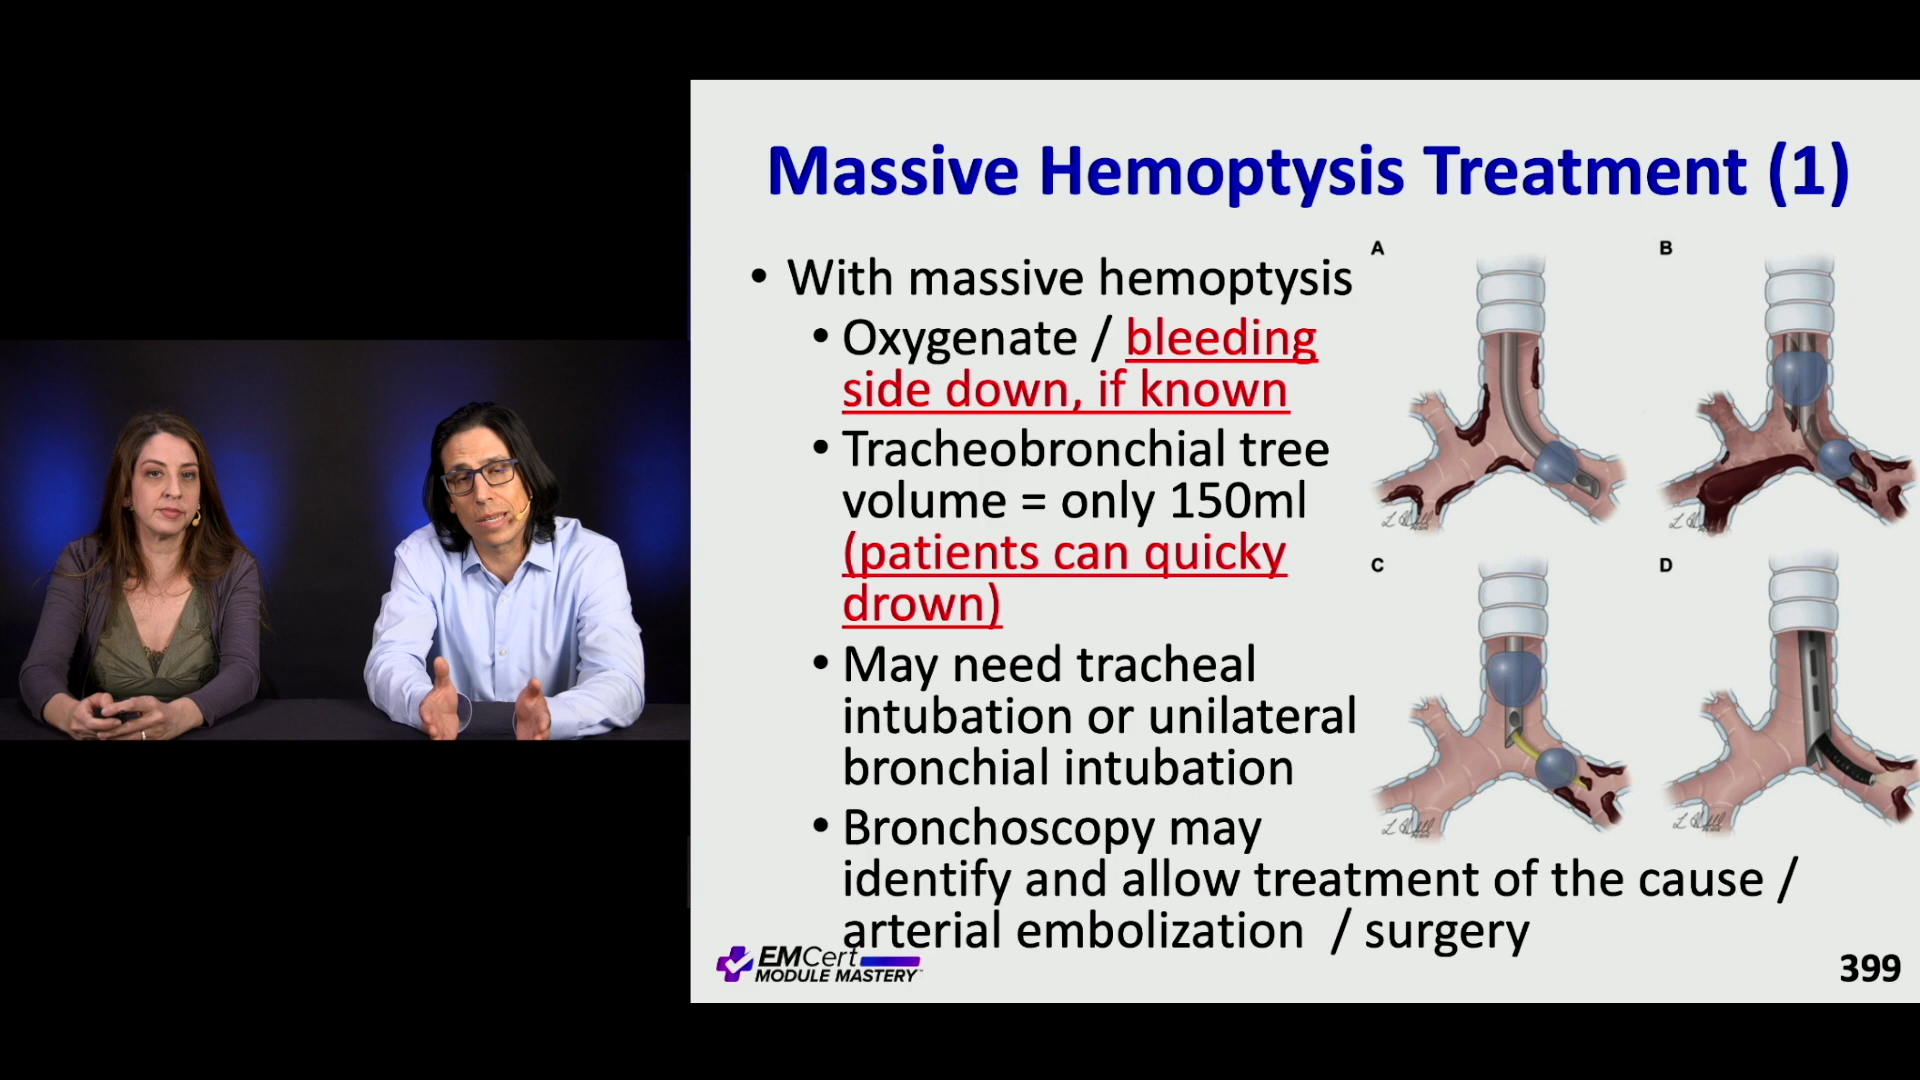 Massive Hemoptysis Treatment (1)
• With massive hemoptysis
• Oxygenate / bleeding
side down, if known
• Tracheobronchial tree
volume = only 150ml
(patients can quicky
drown)
• May need tracheal
intubation or unilateral
bronchial intubation
• Bronchoscopy may
identify and allow treatment of the cause /
arterial embolization / surgery
A
B
C
D
EMCert
MODULE MASTERY™
399